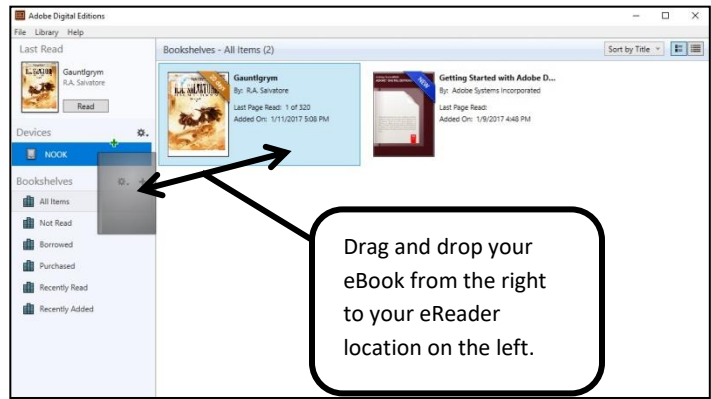 Adobe Digital Editions
File Library Help
Last Read
Gauntlgrym
R.A. Salvatore
Read
Devices
NOOK
Bookshelves
All Items
Not Read
Borrowed
Purchased
Recently Read
Recently Added
Bookshelves - All Items (2)
Sort by Title
Gauntlgrym
By: R.A. Salvatore
Last Page Read: 1 of 320
Added On: 1/11/2017 5:08 PM
NEW
Getting Started with Adobe D...
By: Adobe Systems Incorporated
Last Page Read:
Added On: 1/9/2017 4:48 PM
Drag and drop your
eBook from the right
to your eReader
location on the left.